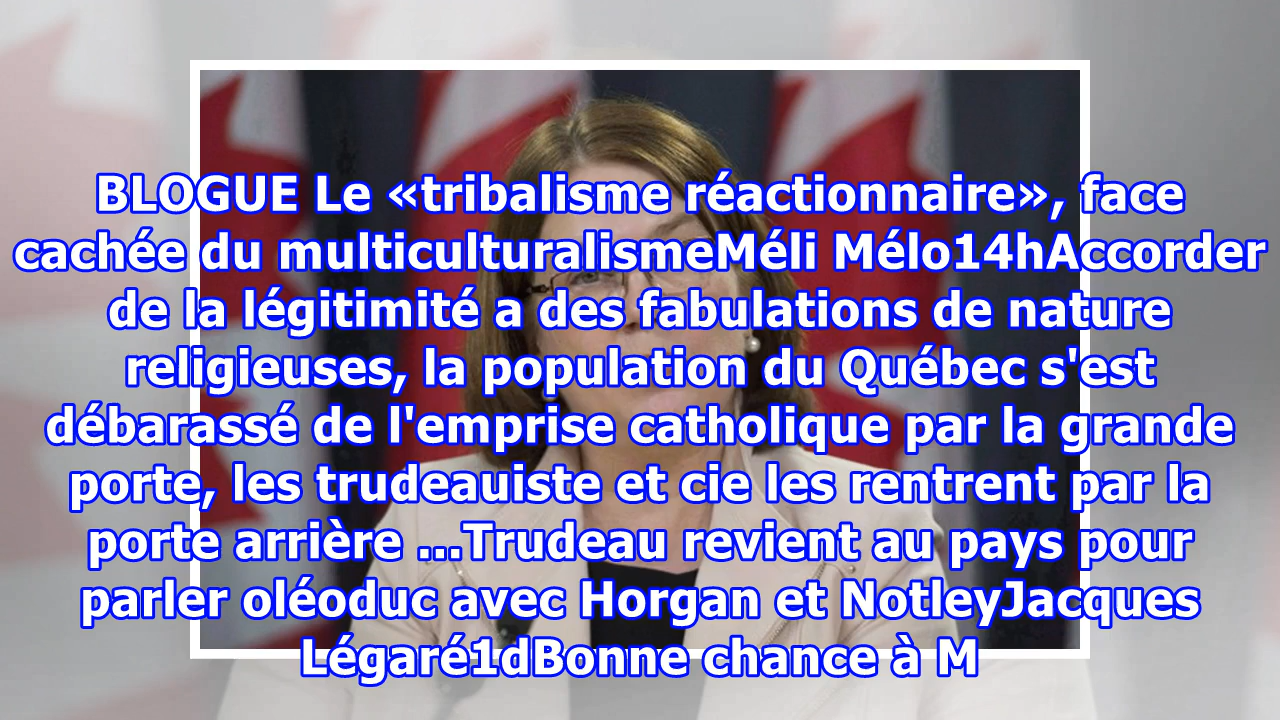 BLOGUE Le «tribalisme réactionnaire», face
cachée du multiculturalismeMéli Mélo14hAccorder
de la légitimité a des fabulations de nature
religieuses, la population du Québec s'est
débarassé de l'emprise catholique par la grande
porte, les trudeauiste et cie les rentrent par la
porte arrière ...Trudeau revient au pays pour
parler oléoduc avec Horgan et NotleyJacques
Légaré1dBonne chance à M